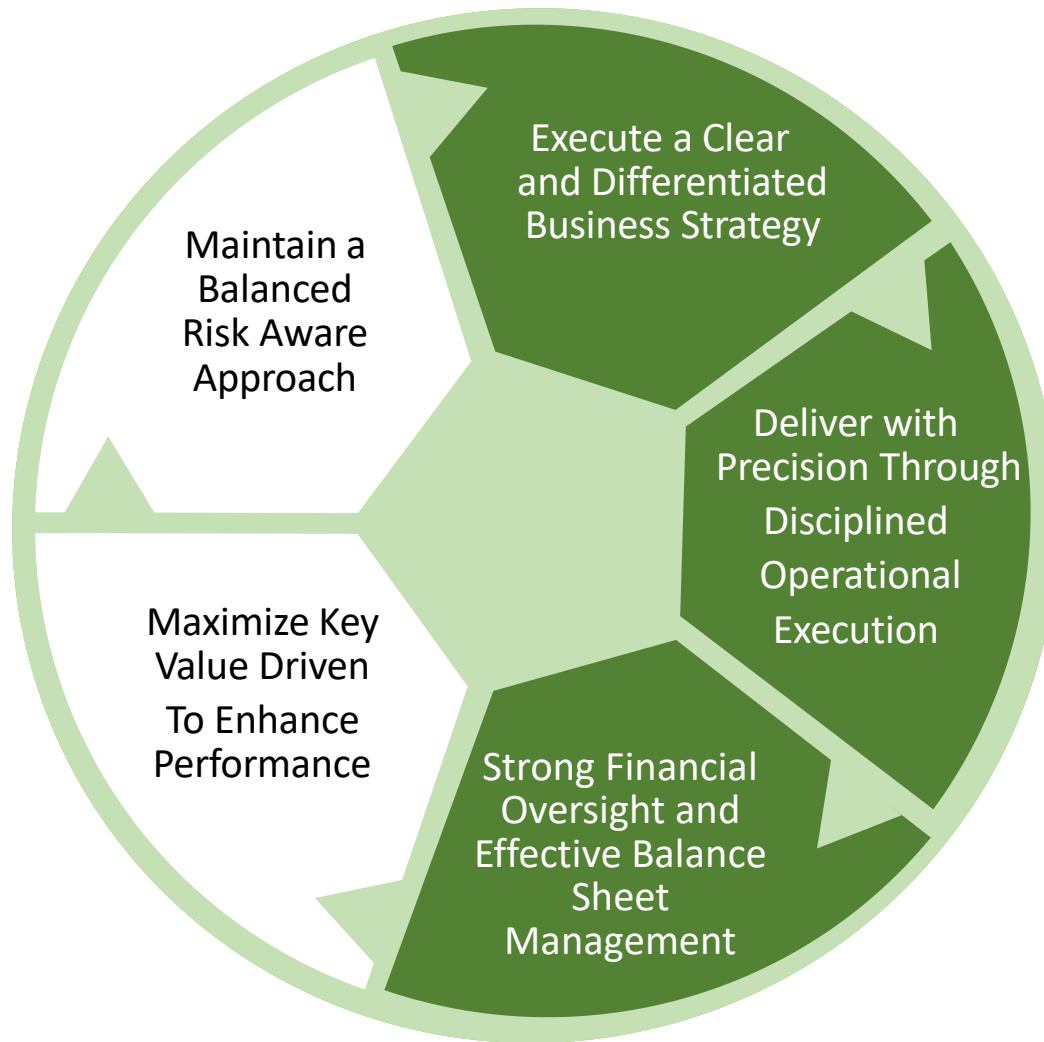 Execute a Clear
and Differentiated
Business Strategy
Deliver with
Precision Through
Disciplined
Operational
Execution
Strong Financial
Oversight and
Effective Balance
Sheet
Management
Maximize Key
Value Driven
To Enhance
Performance
Maintain a
Balanced
Risk Aware
Approach